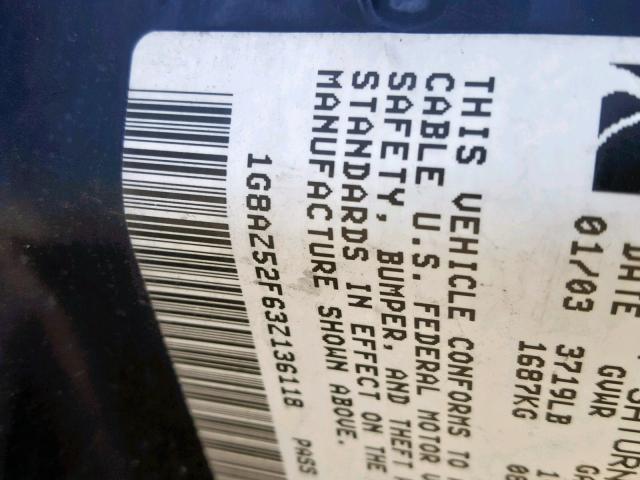 SATURN
DATE GVWR
01/03 3719LB
1687KG
THIS VEHICLE CONFORMS TO
CABLE U.S. FEDERAL MOTOR
SAFETY, BUMPER, AND THEFT
STANDARDS IN EFFECT ON THE
MANUFACTURE SHOWN ABOVE.
1G8AZ52F63Z136118 PASS